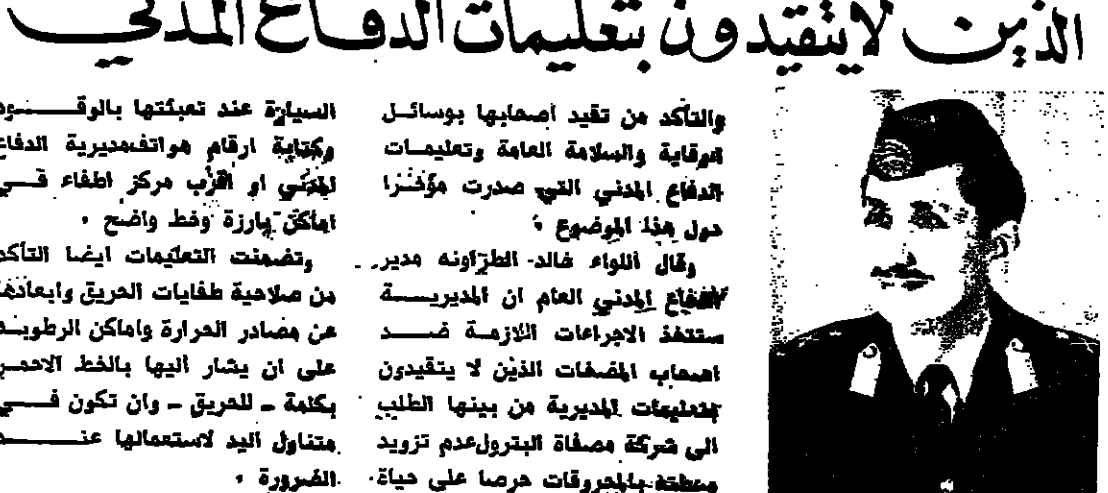 الذين لا يتقيدون بتعليمات الدفاع المدني
والتأكد من تقيد أصحابها بوسائل
الوقاية والسلامة العامة وتعليمات
الدفاع المدني التي صدرت مؤخرا
حول هذا الموضوع .
وقال اللواء خالد الطراونه مدير
الدفاع المدني العام ان المديرية
ستتخذ الاجراءات اللازمة ضد
اصحاب المضخات الذين لا يتقيدون
بتعليمات المديرية من بينها الطلب
الى شركة مصفاة البترول عدم تزويد
محطته بالمحروقات حرصا على حياة
السيارة عند تعبئتها بالوقود
وكتابة ارقام هواتف مديرية الدفاع
المدني او أقرب مركز اطفاء في
اماكن بارزة وخط واضح .
وتضمنت التعليمات ايضا التأكد
من صلاحية طفايات الحريق وابعادها
عن مصادر الحرارة واماكن الرطوبة
على ان يشار اليها بالخط الاحمر
بكلمة - للحريق - وان تكون في
متناول اليد لاستعمالها عند
الضرورة .